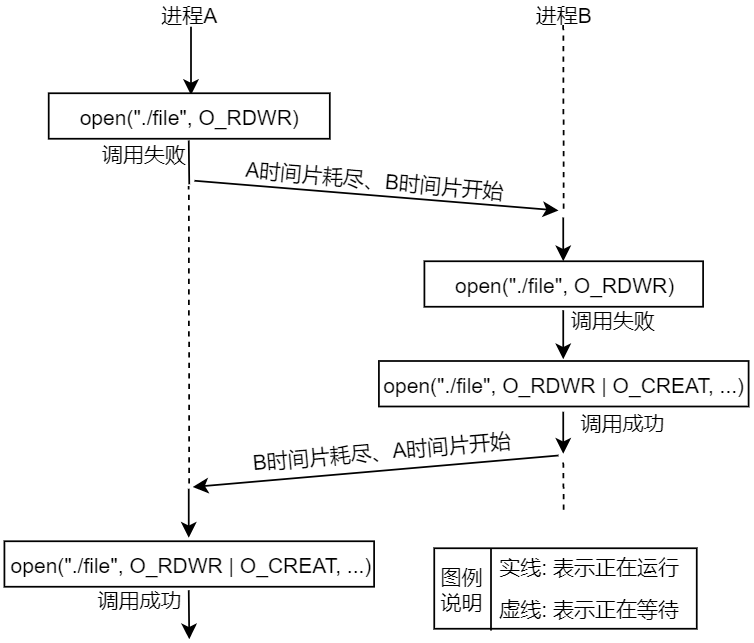 进程A
进程B
open("./file", O_RDWR)
调用失败
A时间片耗尽、B时间片开始
open("./file", O_RDWR)
调用失败
open("./file", O_RDWR | O_CREAT, ...)
调用成功
B时间片耗尽、A时间片开始
open("./file", O_RDWR | O_CREAT, ...)
调用成功
图例
说明
实线: 表示正在运行
虚线: 表示正在等待